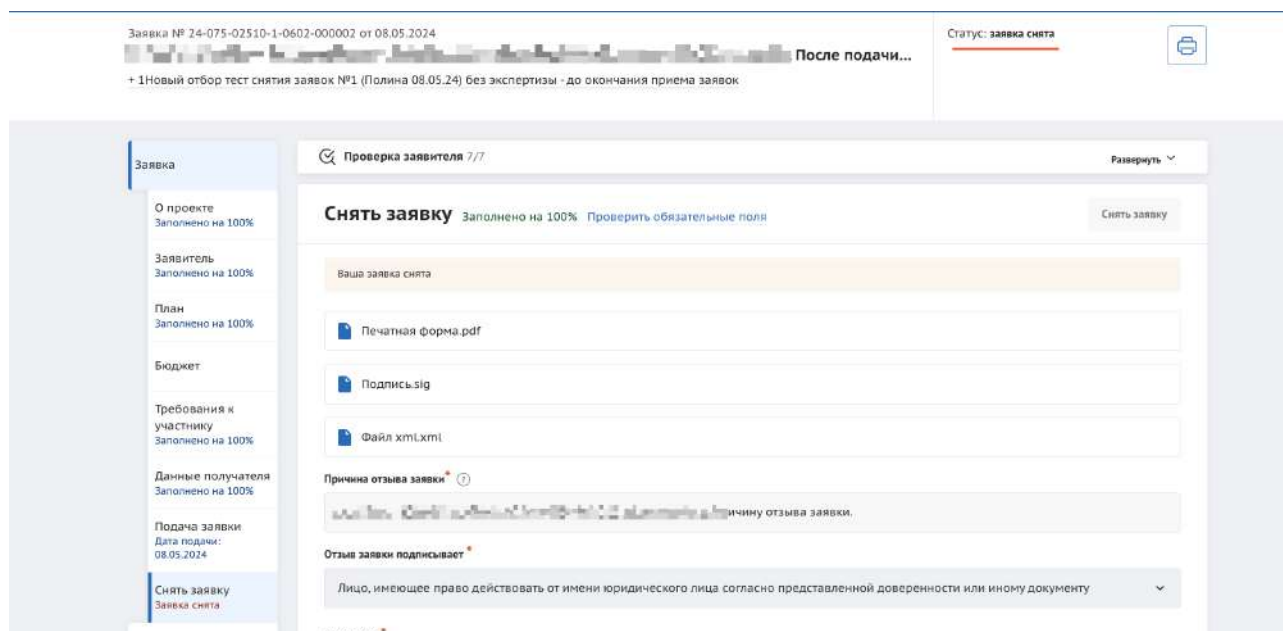 Заявка № 24-075-02510-1-0602-000002 от 08.05.2024
После подачи...
+ 1Новый отбор тест снятия заявок №1 (Полина 08.05.24) без экспертизы - до окончания приема заявок
Статус: заявка снята
Заявка
О проекте
Заполнено на 100%
Заявитель
Заполнено на 100%
План
Заполнено на 100%
Бюджет
Требования к
участнику
Заполнено на 100%
Данные получателя
Заполнено на 100%
Подача заявки
Дата подачи:
08.05.2024
Снять заявку
Заявка снята
Проверка заявителя 7/7
Развернуть
Снять заявку Заполнено на 100% Проверить обязательные поля
Снять заявку
Ваша заявка снята
Печатная форма.pdf
Подпись.sig
Файл xml.xml
Причина отзыва заявки*
ичину отзыва заявки.
Отзыв заявки подписывает *
Лицо, имеющее право действовать от имени юридического лица согласно представленной доверенности или иному документу